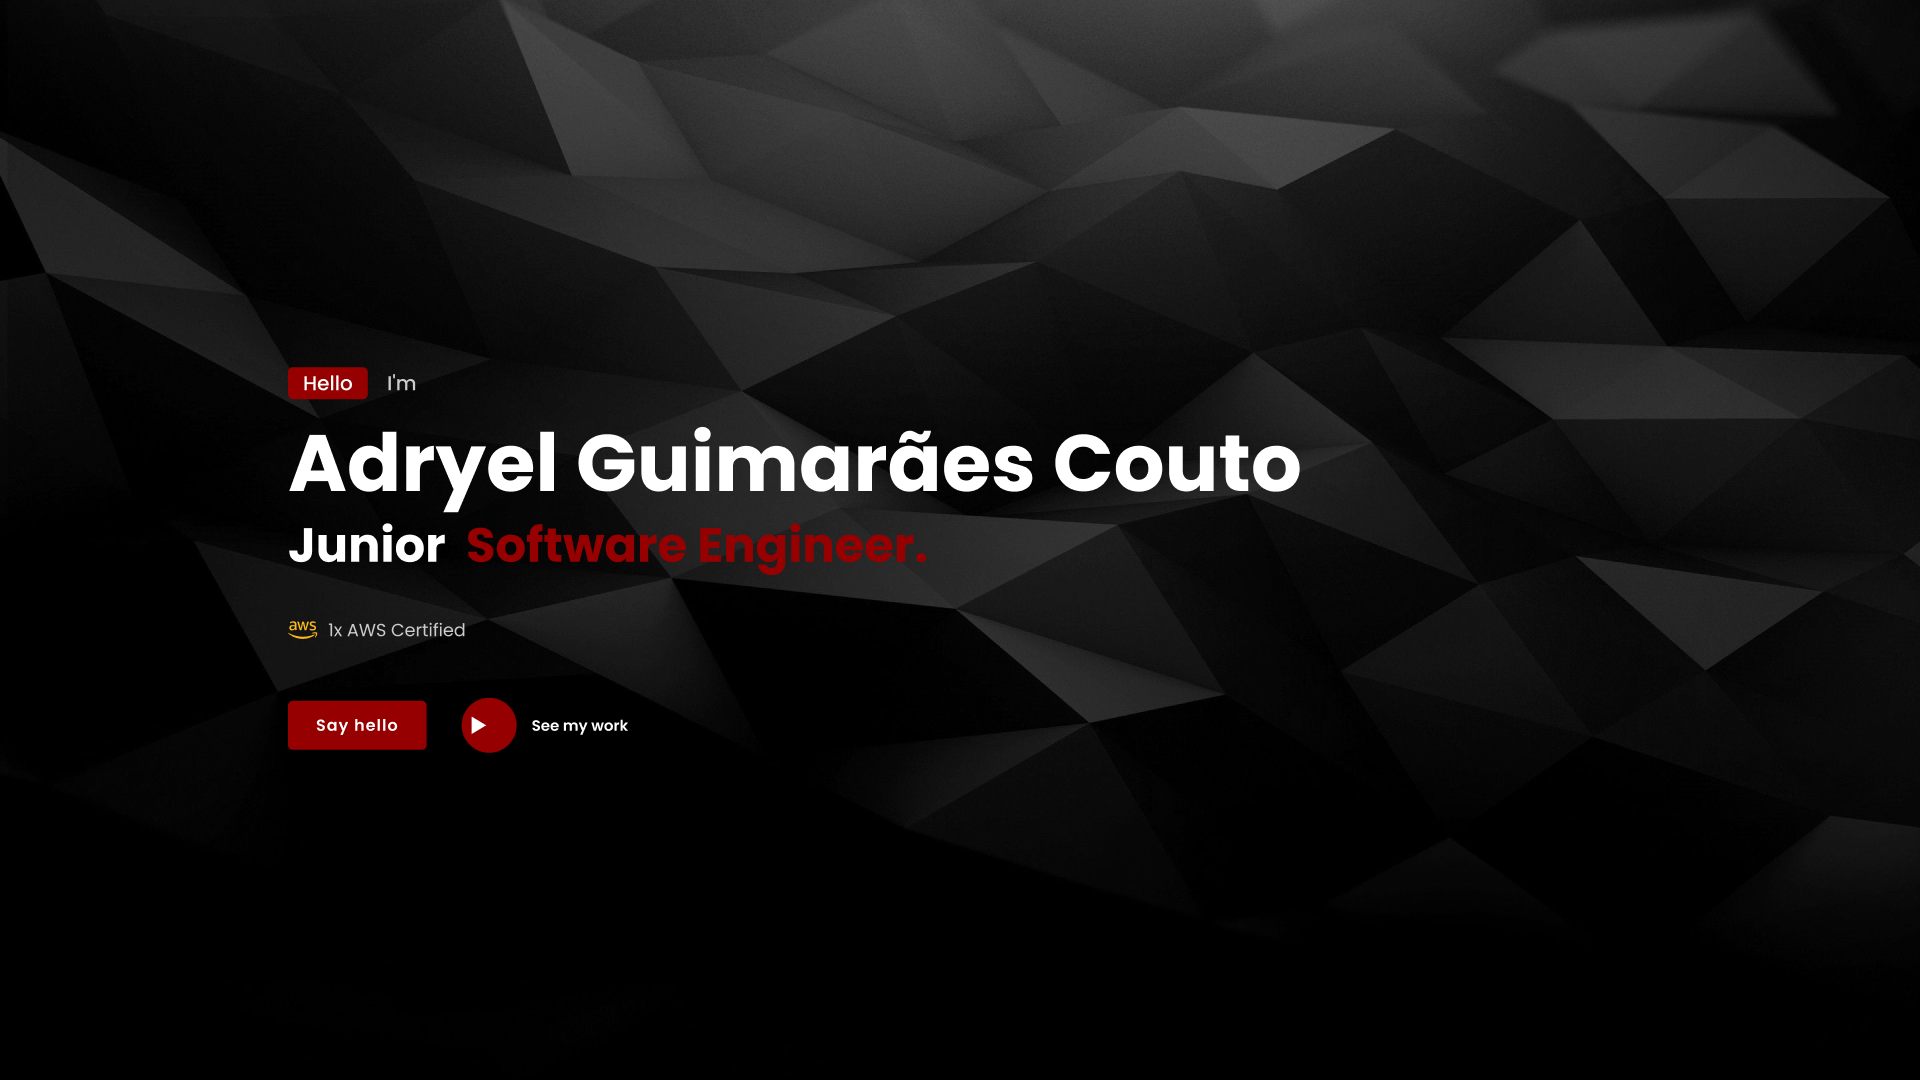 Hello I'm
Adryel Guimarães Couto
Junior Software Engineer.
aws 1x AWS Certified
Say hello See my work